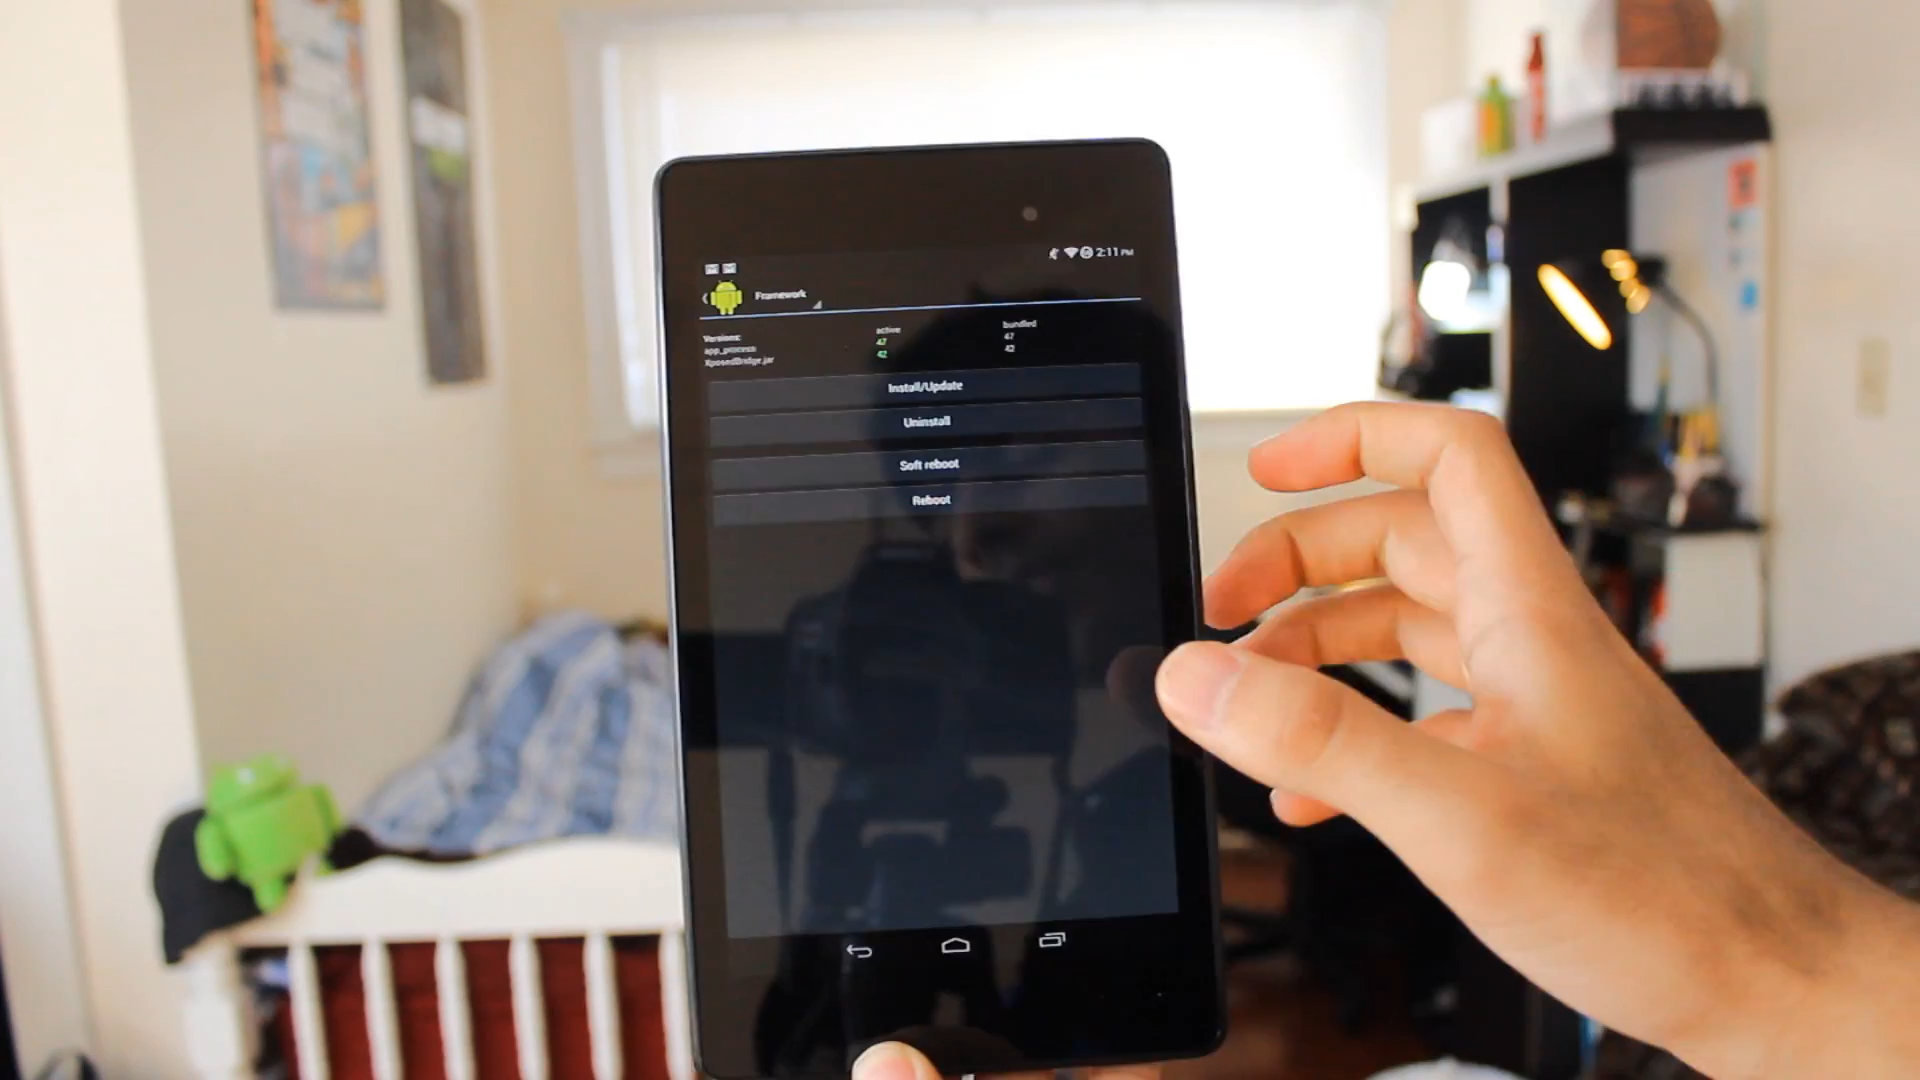 2:11 PM
Framework
Versions: active bundled
app_process 47 47
XposedBridge.jar 42 42
Install/Update
Uninstall
Soft reboot
Reboot